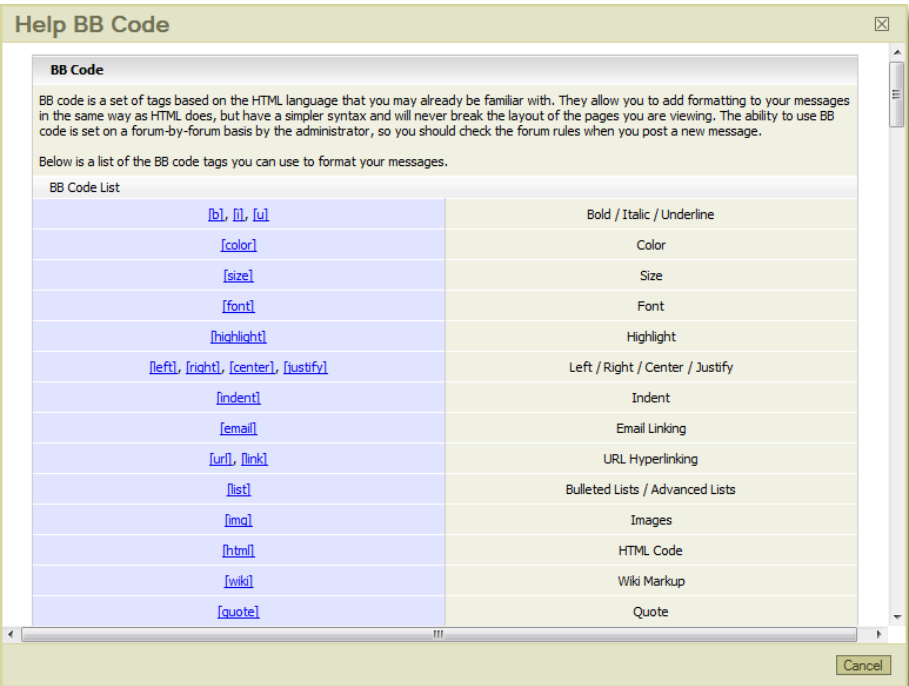 Help BB Code
BB Code
BB code is a set of tags based on the HTML language that you may already be familiar with. They allow you to add formatting to your messages
in the same way as HTML does, but have a simpler syntax and will never break the layout of the pages you are viewing. The ability to use BB
code is set on a forum-by-forum basis by the administrator, so you should check the forum rules when you post a new message.
Below is a list of the BB code tags you can use to format your messages.
BB Code List
[b], [i], [u] Bold / Italic / Underline
[color] Color
[size] Size
[font] Font
[highlight] Highlight
[left], [right], [center], [justify] Left / Right / Center / Justify
[indent] Indent
[email] Email Linking
[url], [link] URL Hyperlinking
[list] Bulleted Lists / Advanced Lists
[img] Images
[html] HTML Code
[wiki] Wiki Markup
[quote] Quote
Cancel